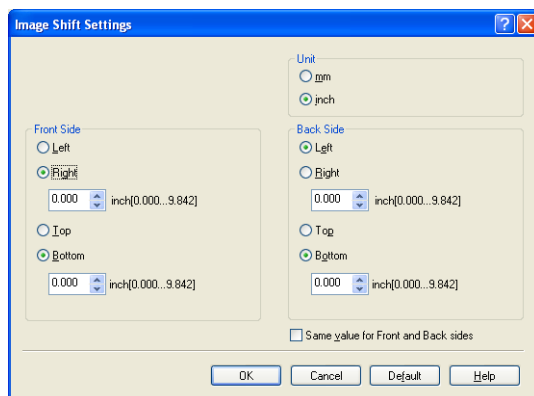 Image Shift Settings
Unit
mm
inch
Front Side
Left
Right
0.000 inch[0.000...9.842]
Top
Bottom
0.000 inch[0.000...9.842]
Back Side
Left
Right
0.000 inch[0.000...9.842]
Top
Bottom
0.000 inch[0.000...9.842]
Same value for Front and Back sides
OK Cancel Default Help